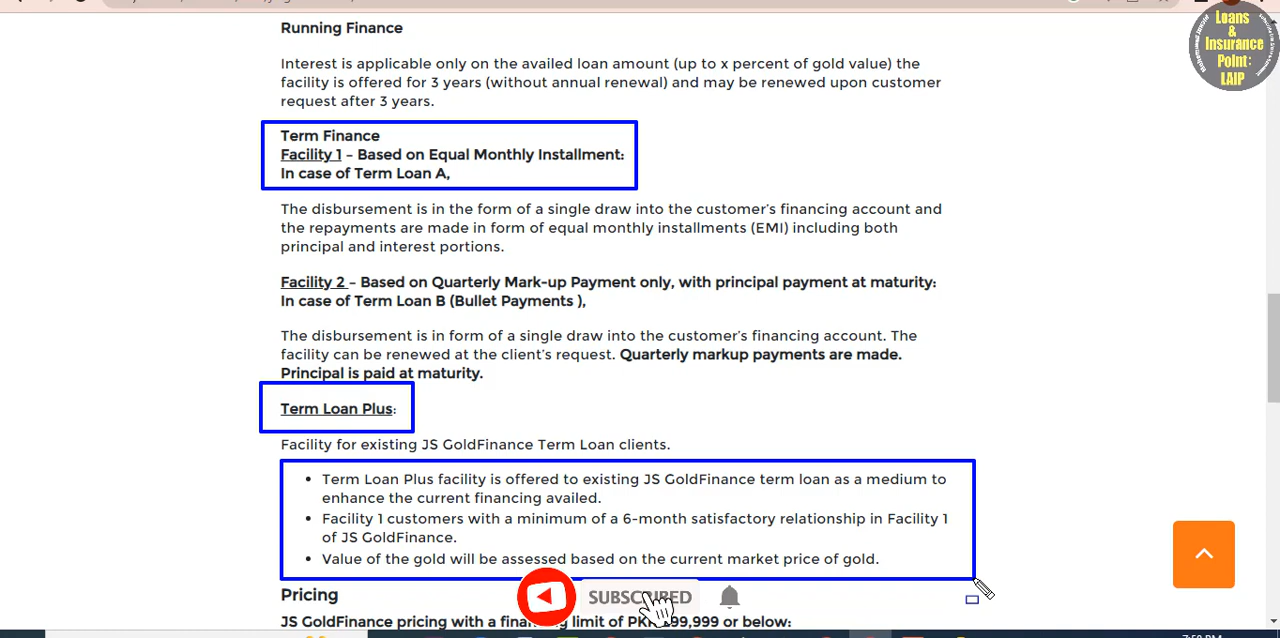 Running Finance
Interest is applicable only on the availed loan amount (up to x percent of gold value) the
facility is offered for 3 years (without annual renewal) and may be renewed upon customer
request after 3 years.
Term Finance
Facility 1 – Based on Equal Monthly Installment:
In case of Term Loan A,
The disbursement is in the form of a single draw into the customer's financing account and
the repayments are made in form of equal monthly installments (EMI) including both
principal and interest portions.
Facility 2 – Based on Quarterly Mark-up Payment only, with principal payment at maturity:
In case of Term Loan B (Bullet Payments ),
The disbursement is in form of a single draw into the customer's financing account. The
facility can be renewed at the client's request. Quarterly markup payments are made.
Principal is paid at maturity.
Term Loan Plus:
Facility for existing JS GoldFinance Term Loan clients.
• Term Loan Plus facility is offered to existing JS GoldFinance term loan as a medium to
enhance the current financing availed.
• Facility 1 customers with a minimum of a 6-month satisfactory relationship in Facility 1
of JS GoldFinance.
• Value of the gold will be assessed based on the current market price of gold.
Pricing
JS GoldFinance pricing with a financing limit of 99,999 or below:
SUBSCRIBED
Loans
&
Insurance
Point:
LAIP